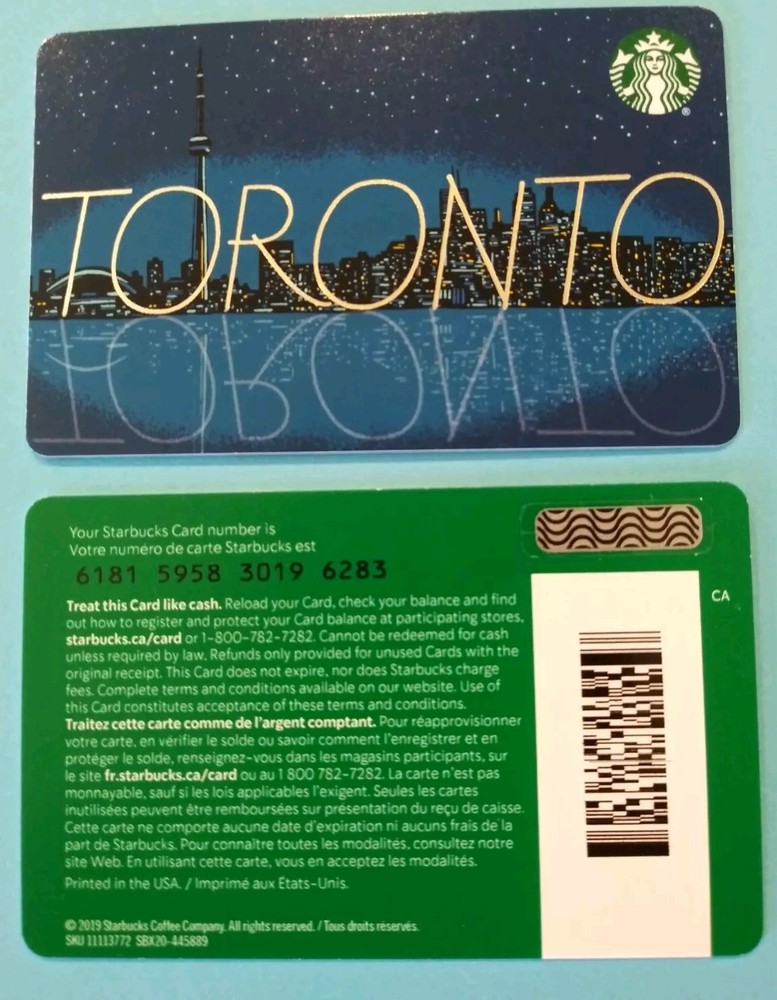 TORONTO
®
Your Starbucks Card number is
Votre numéro de carte Starbucks est
6181 5958 3019 6283
CA
Treat this Card like cash. Reload your Card, check your balance and find
out how to register and protect your Card balance at participating stores,
starbucks.ca/card or 1-800-782-7282. Cannot be redeemed for cash
unless required by law. Refunds only provided for unused Cards with the
original receipt. This Card does not expire, nor does Starbucks charge
fees. Complete terms and conditions available on our website. Use of
this Card constitutes acceptance of these terms and conditions.
Traitez cette carte comme de l'argent comptant. Pour réapprovisionner
votre carte, en vérifier le solde ou savoir comment l'enregistrer et en
protéger le solde, renseignez-vous dans les magasins participants, sur
le site fr.starbucks.ca/card ou au 1 800 782-7282. La carte n'est pas
monnayable, sauf si les lois applicables l'exigent. Seules les cartes
inutilisées peuvent être remboursées sur présentation du reçu de caisse.
Cette carte ne comporte aucune date d'expiration ni aucuns frais de la
part de Starbucks. Pour connaître toutes les modalités, consultez notre
site Web. En utilisant cette carte, vous en acceptez les modalités.
Printed in the USA. / Imprimé aux États-Unis.
© 2019 Starbucks Coffee Company. All rights reserved. / Tous droits réservés.
SKU 11113772 SBX20-445889